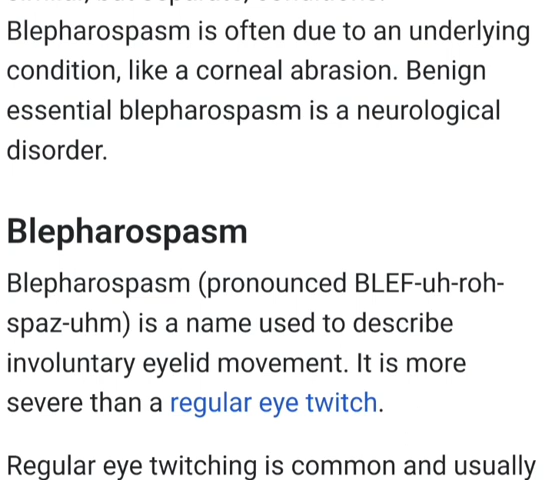 Blepharospasm is often due to an underlying
condition, like a corneal abrasion. Benign
essential blepharospasm is a neurological
disorder.
Blepharospasm
Blepharospasm (pronounced BLEF-uh-roh-
spaz-uhm) is a name used to describe
involuntary eyelid movement. It is more
severe than a regular eye twitch.
Regular eye twitching is common and usually